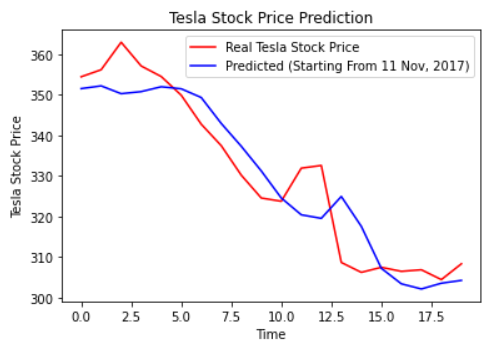 Tesla Stock Price Prediction
Real Tesla Stock Price
Predicted (Starting From 11 Nov, 2017)
Tesla Stock Price
360
350
340
330
320
310
300
0.0 2.5 5.0 7.5 10.0 12.5 15.0 17.5
Time